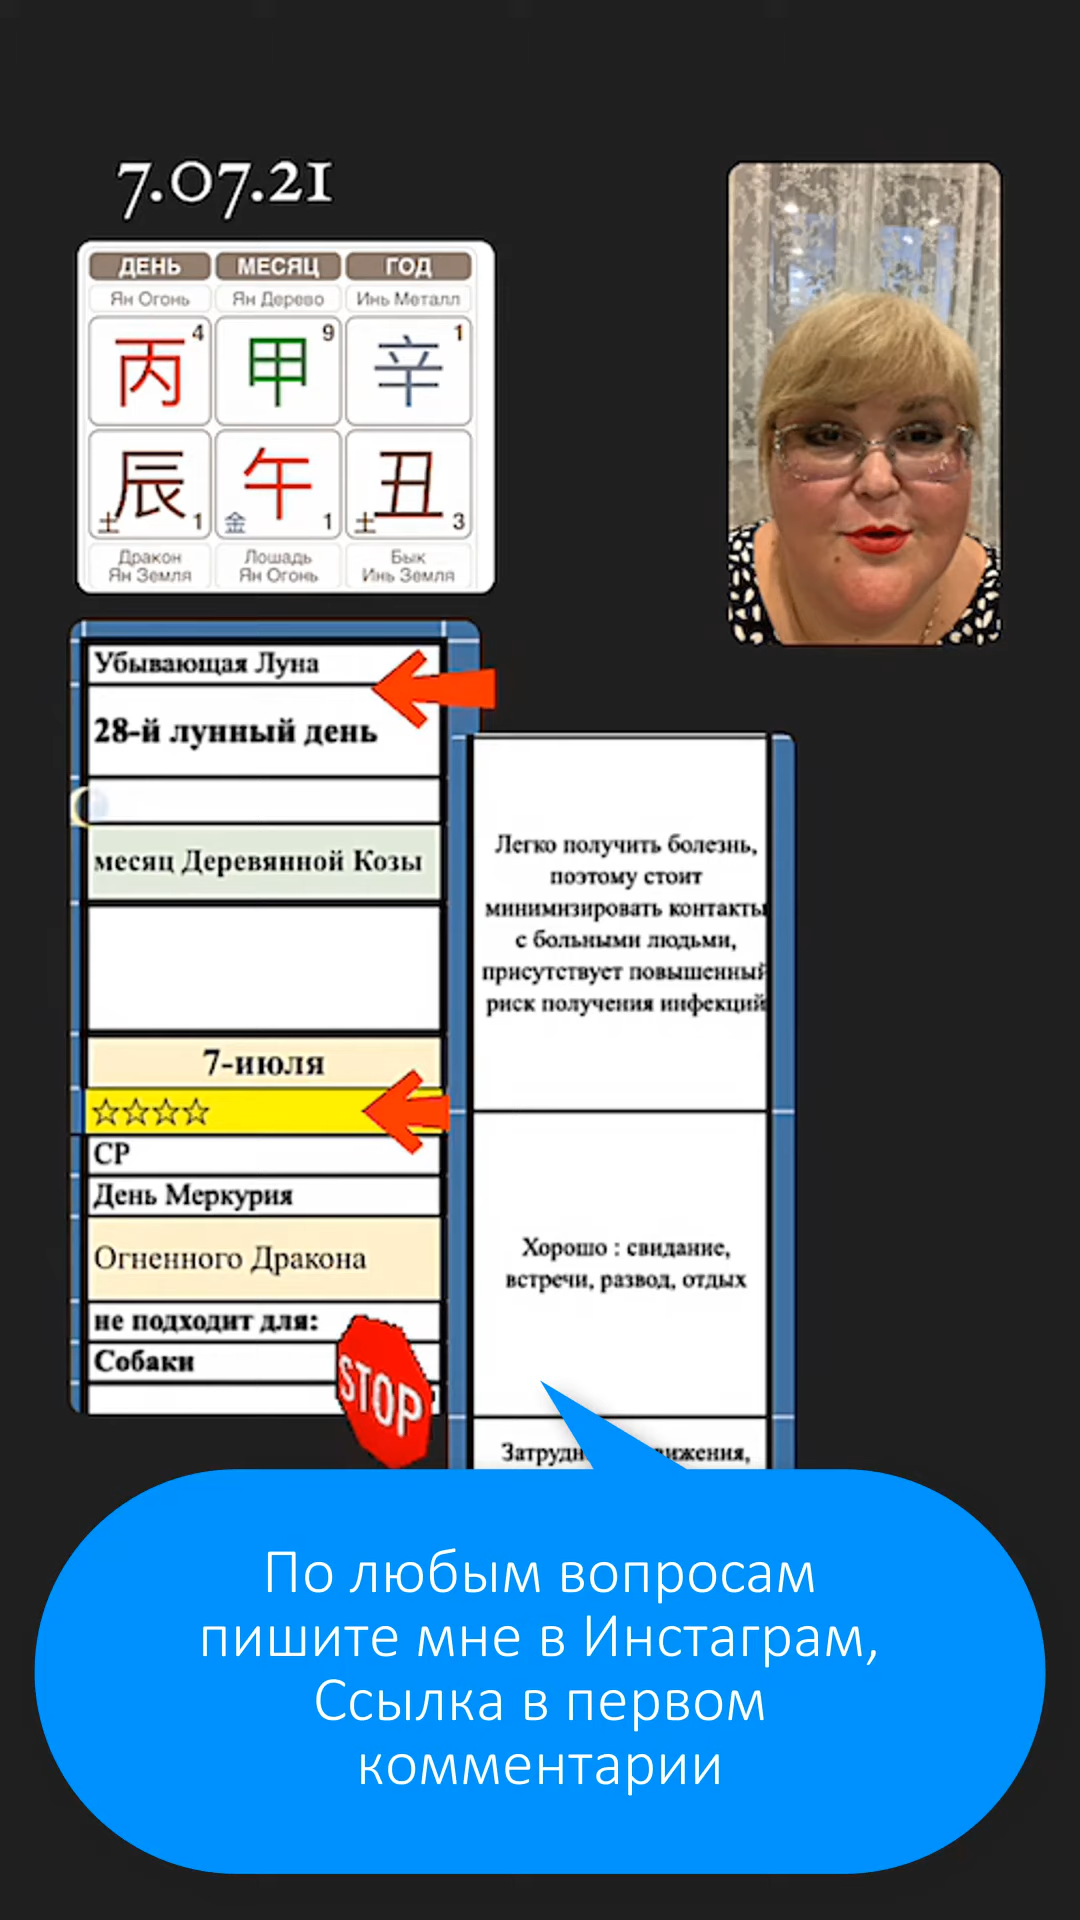 7.07.21
ДЕНЬ МЕСЯЦ ГОД
Ян Огонь Ян Дерево Инь Металл
丙 4 甲 9 辛 1
辰 土 1 午 金 1 丑 土 3
Дракон Лошадь Бык
Ян Земля Ян Огонь Инь Земля
Убывающая Луна
28-й лунный день
месяц Деревянной Козы
7-июля
☆☆☆☆
СР
День Меркурия
Огненного Дракона
не подходит для:
Собаки
STOP
Легко получить болезнь,
поэтому стоит
минимизировать контакты
с больными людьми,
присутствует повышенный
риск получения инфекций
Хорошо : свидание,
встречи, развод, отдых
По любым вопросам
пишите мне в Инстаграм,
Ссылка в первом
комментарии